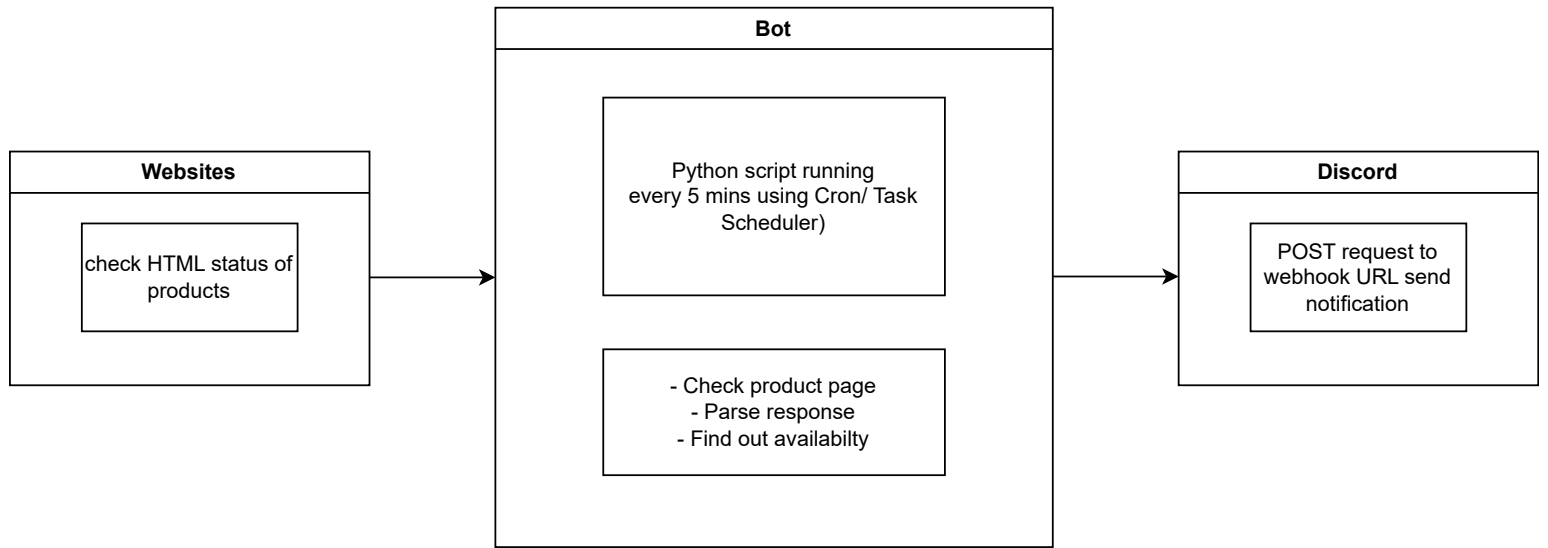 Bot
Websites
check HTML status of
products
Python script running
every 5 mins using Cron/ Task
Scheduler)
- Check product page
- Parse response
- Find out availabilty
Discord
POST request to
webhook URL send
notification